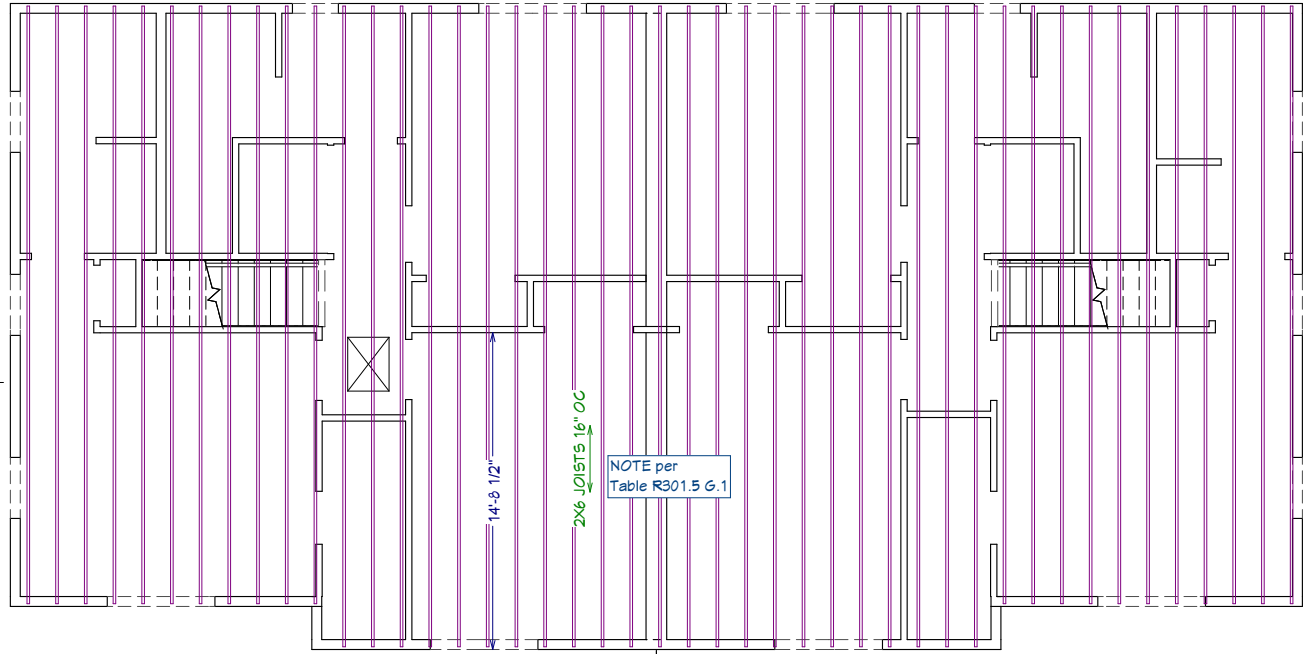 14'-8 1/2"
2X6 JOISTS 16" OC
NOTE per
Table R301.5 G.1